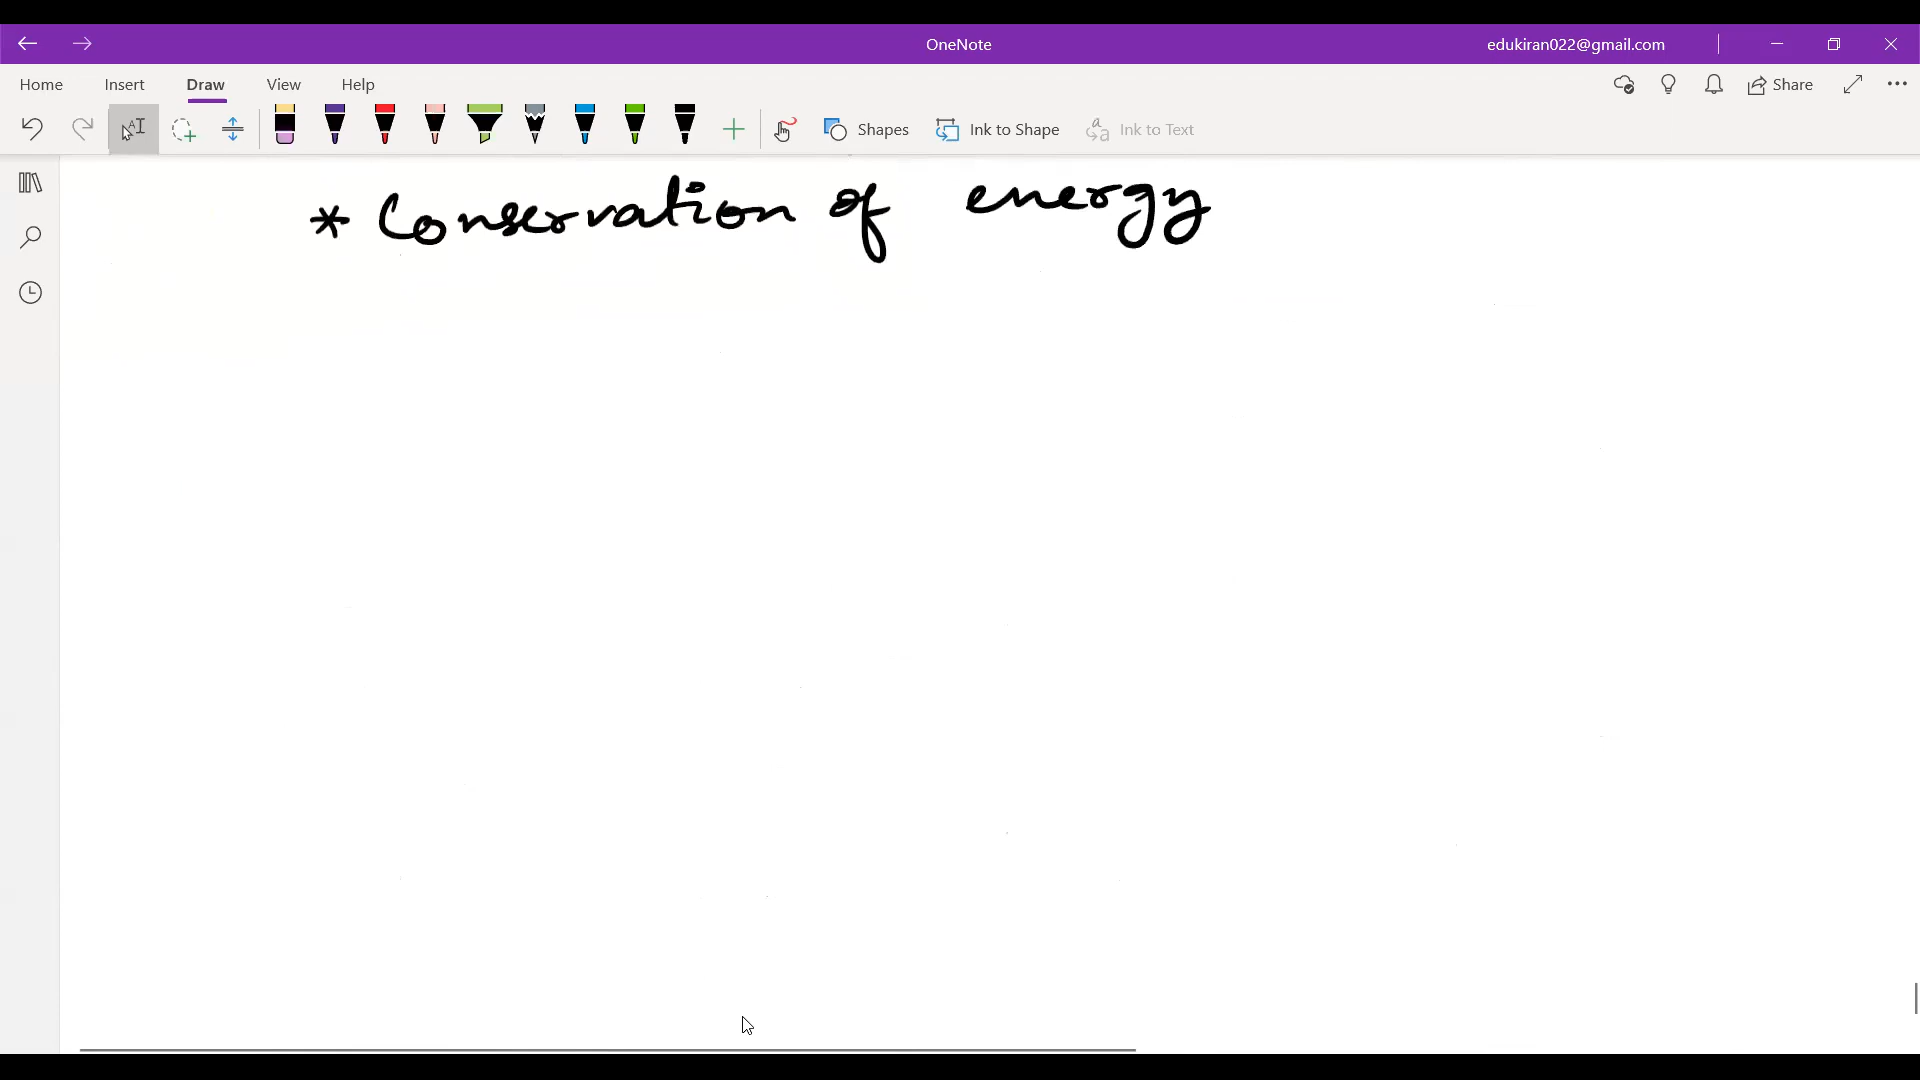 OneNote
edukiran022@gmail.com
Home Insert Draw View Help
Share
Shapes Ink to Shape Ink to Text
* Conservation of energy